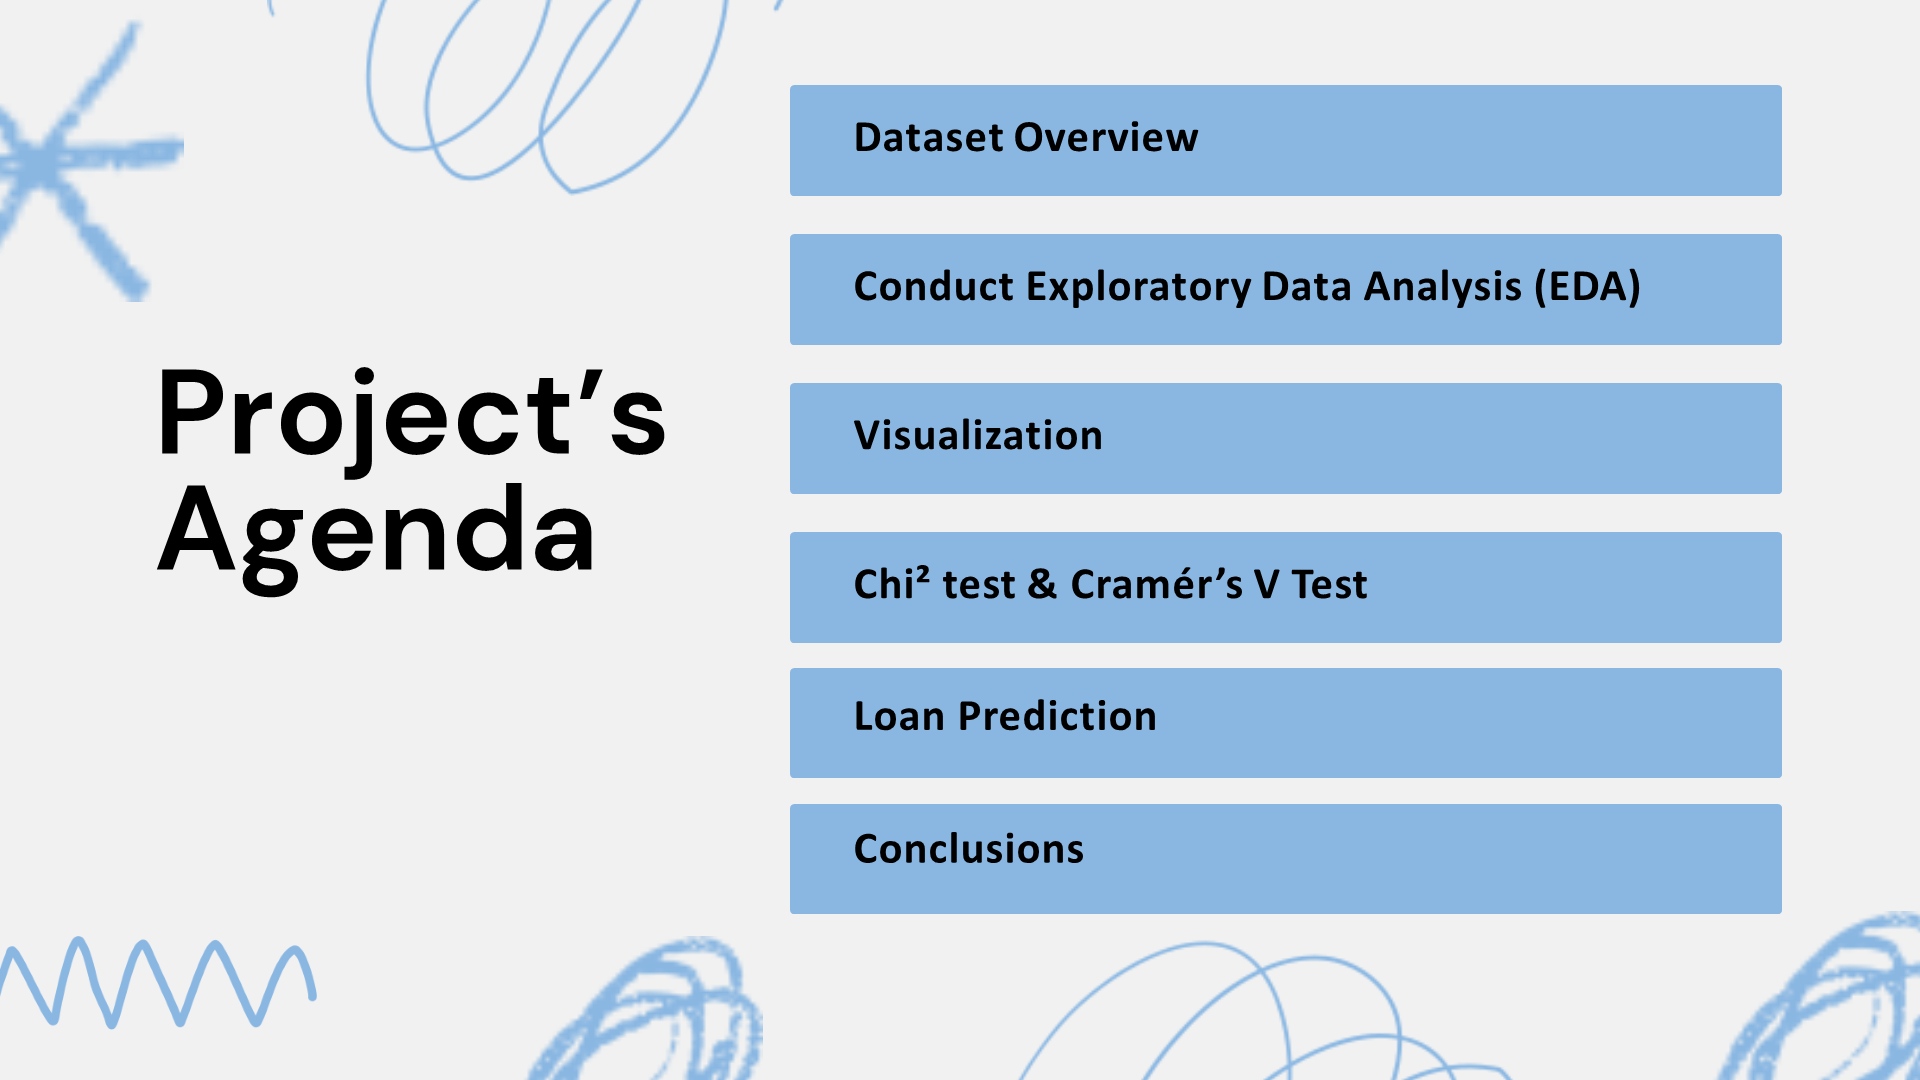 Project’s
Agenda
Dataset Overview
Conduct Exploratory Data Analysis (EDA)
Visualization
Chi² test & Cramér’s V Test
Loan Prediction
Conclusions